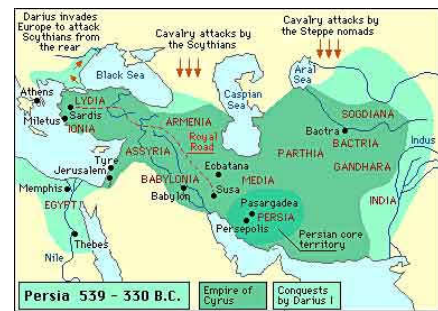 Darius invades
Europe to attack
Scythians from
the rear
Cavalry attacks
by
the Scythians
Cavalry attacks by
the Steppe nomads
Black Sea
Caspian
Sea
Aral
Sea
Athens
LYDIA
Sardis
Miletus
IONIA
ARMENIA
Royal
Road
SOGDIANA
Bactra
BACTRIA
PARTHIA
GANDHARA
Indus
INDIA
Tyre
Jerusalem
ASSYRIA
Ecbatana
MEDIA
BABYLONIA
Babylon
Susa
Memphis
EGYPT
Pasargadea
PERSIA
Persepolis
Persian core
territory
Thebes
Nile
Persia 539 - 330 B.C.
Empire of
Cyrus
Conquests
by Darius I